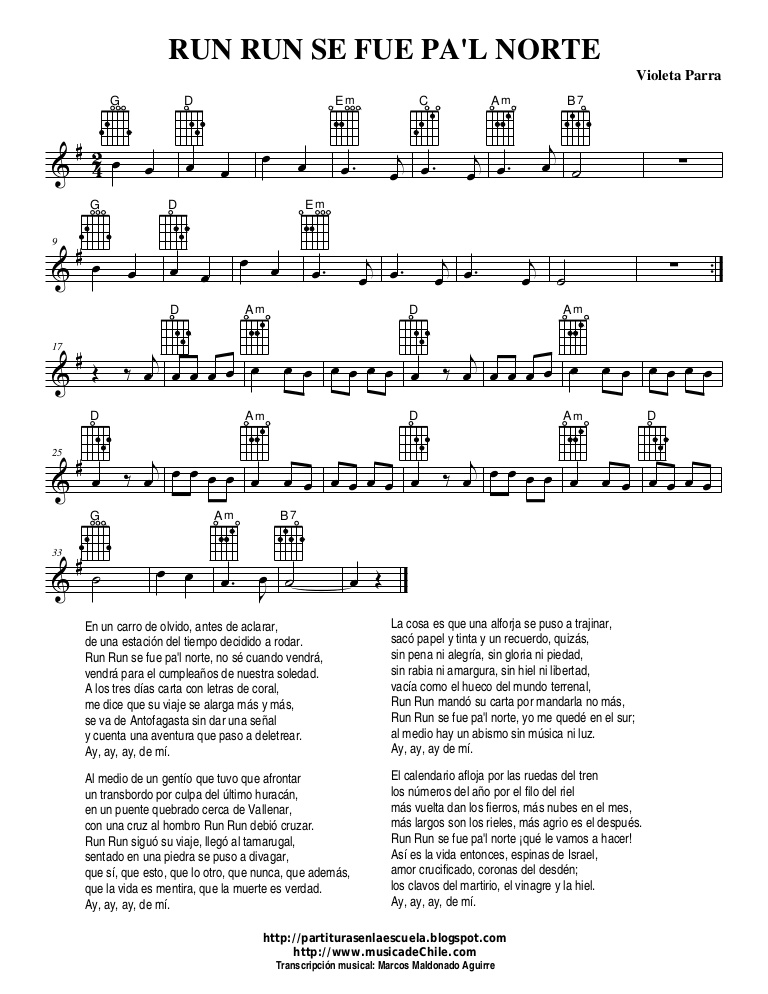 RUN RUN SE FUE PA'L NORTE
Violeta Parra
G D Em C Am B7
2
4
9
G D Em
17
D Am D Am
25
D Am D Am D
33
G Am B7
En un carro de olvido, antes de aclarar,
de una estación del tiempo decidido a rodar.
Run Run se fue pa'l norte, no sé cuando vendrá,
vendrá para el cumpleaños de nuestra soledad.
A los tres días carta con letras de coral,
me dice que su viaje se alarga más y más,
se va de Antofagasta sin dar una señal
y cuenta una aventura que paso a deletrear.
Ay, ay, ay, de mí.
Al medio de un gentío que tuvo que afrontar
un transbordo por culpa del último huracán,
en un puente quebrado cerca de Vallenar,
con una cruz al hombro Run Run debió cruzar.
Run Run siguó su viaje, llegó al tamarugal,
sentado en una piedra se puso a divagar,
que sí, que esto, que lo otro, que nunca, que además,
que la vida es mentira, que la muerte es verdad.
Ay, ay, ay, de mí.
La cosa es que una alforja se puso a trajinar,
sacó papel y tinta y un recuerdo, quizás,
sin pena ni alegría, sin gloria ni piedad,
sin rabia ni amargura, sin hiel ni libertad,
vacía como el hueco del mundo terrenal,
Run Run mandó su carta por mandarla no más,
Run Run se fue pa'l norte, yo me quedé en el sur;
al medio hay un abismo sin música ni luz.
Ay, ay, ay, de mí.
El calendario afloja por las ruedas del tren
los números del año por el filo del riel
más vuelta dan los fierros, más nubes en el mes,
más largos son los rieles, más agrio es el después.
Run Run se fue pa'l norte ¡qué le vamos a hacer!
Así es la vida entonces, espinas de Israel,
amor crucificado, coronas del desdén;
los clavos del martirio, el vinagre y la hiel.
Ay, ay, ay, de mí.
http://partiturasenlaescuela.blogspot.com
http://www.musicadeChile.com
Transcripción musical: Marcos Maldonado Aguirre